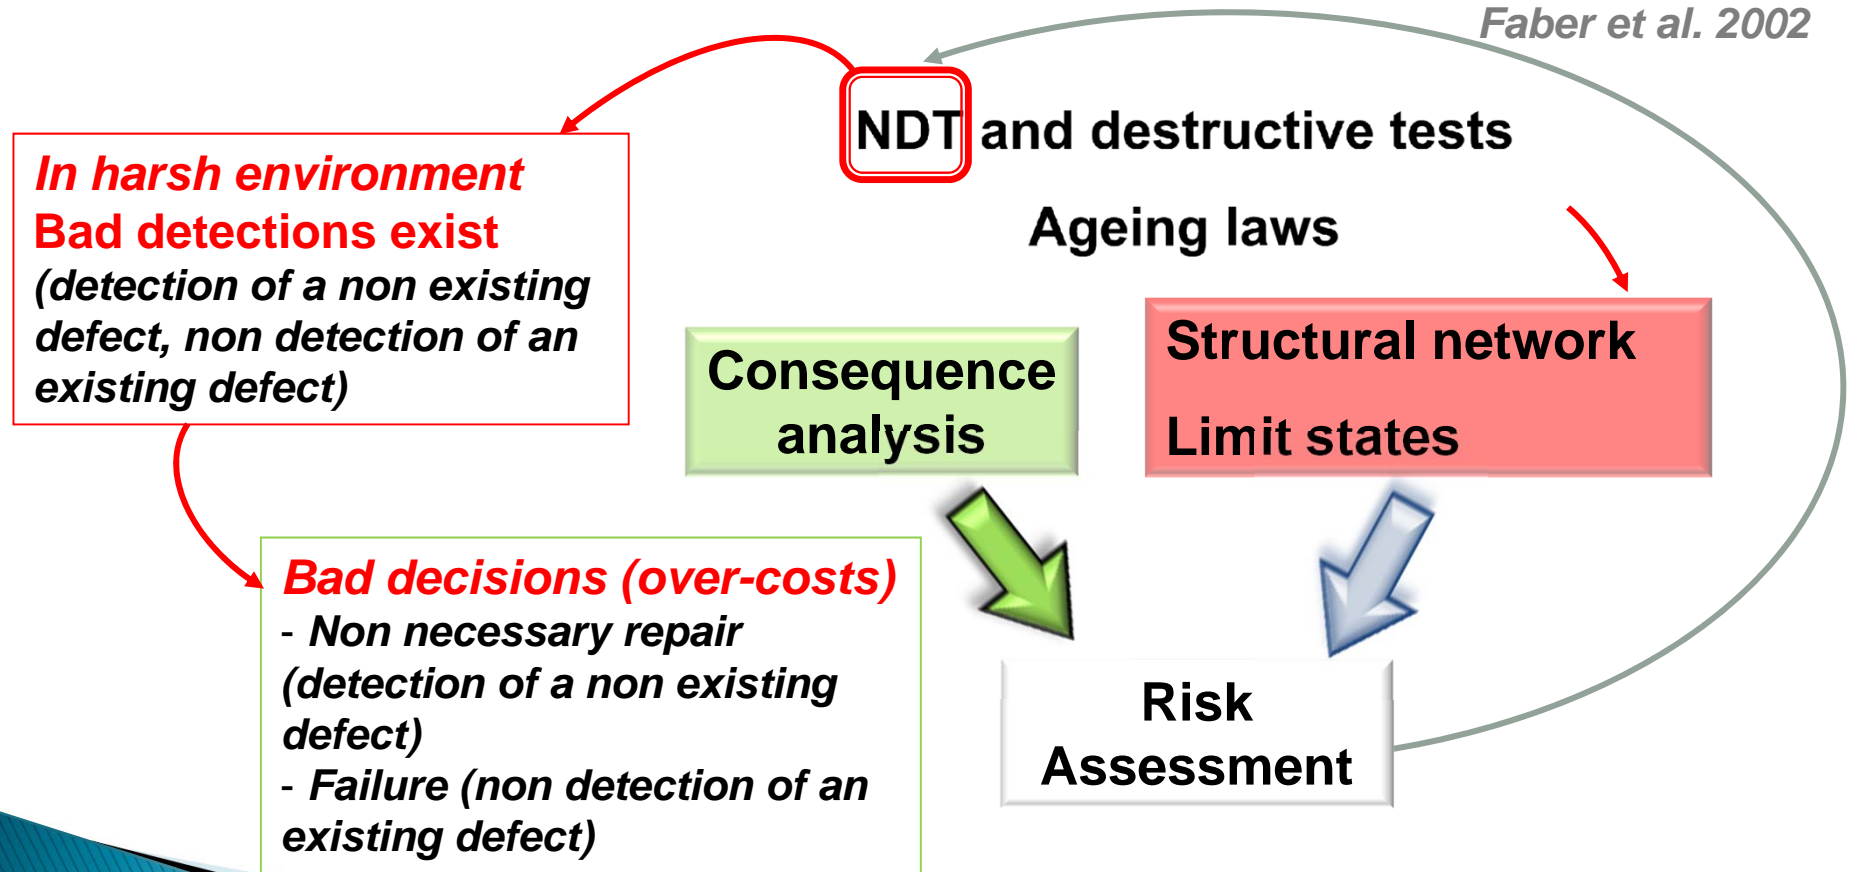 Faber et al. 2002
NDT and destructive tests
Ageing laws
In harsh environment
Bad detections exist
(detection of a non existing
defect, non detection of an
existing defect)
Consequence
analysis
Structural network
Limit states
Bad decisions (over-costs)
- Non necessary repair
(detection of a non existing
defect)
- Failure (non detection of an
existing defect)
Risk
Assessment